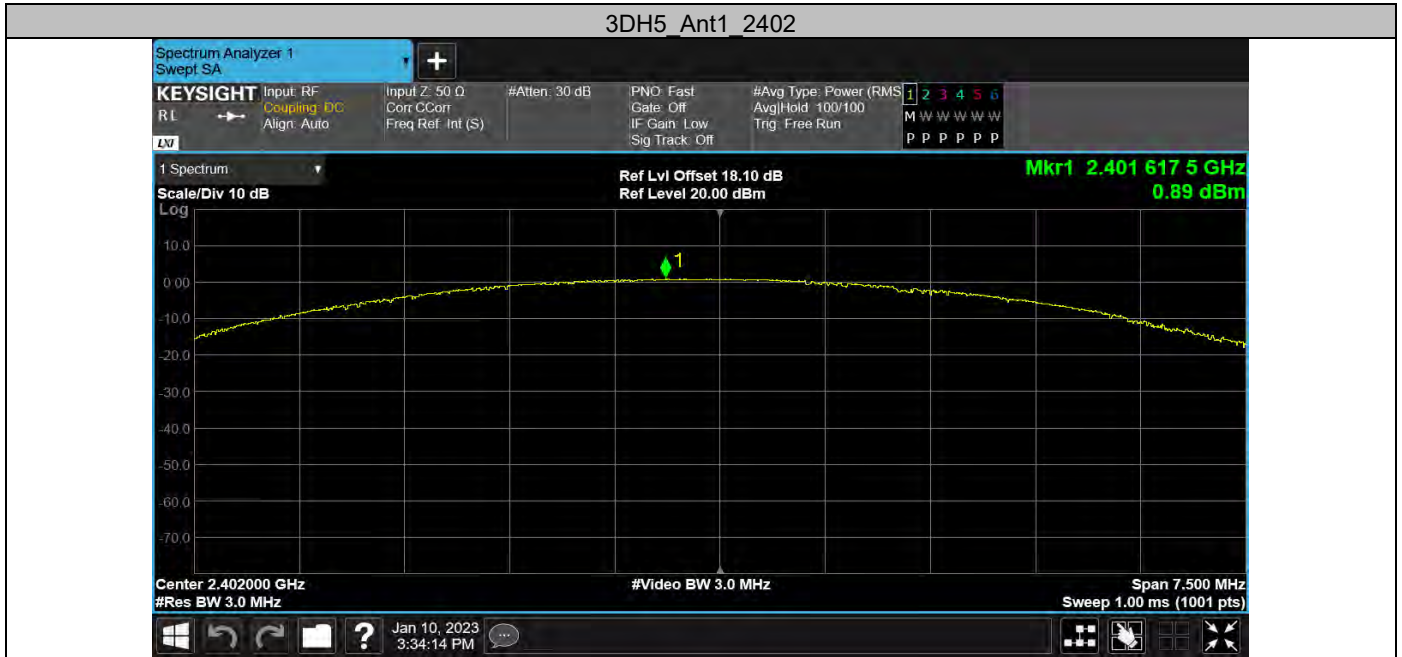 3DH5_Ant1_2402
Spectrum Analyzer 1
Swept SA
+
KEYSIGHT
RL
LXI
Input: RF
Coupling: DC
Align: Auto
Input Z: 50 Ω
Corr CCorr
Freq Ref: Int (S)
#Atten: 30 dB
PNO: Fast
Gate: Off
IF Gain: Low
Sig Track: Off
#Avg Type: Power (RMS
Avg|Hold: 100/100
Trig: Free Run
1 2 3 4 5 6
M W W W W W
P P P P P P
1 Spectrum
Scale/Div 10 dB
Log
Ref Lvl Offset 18.10 dB
Ref Level 20.00 dBm
Mkr1 2.401 617 5 GHz
0.89 dBm
1
10.0
0.00
-10.0
-20.0
-30.0
-40.0
-50.0
-60.0
-70.0
Center 2.402000 GHz
#Res BW 3.0 MHz
#Video BW 3.0 MHz
Span 7.500 MHz
Sweep 1.00 ms (1001 pts)
?
Jan 10, 2023
3:34:14 PM